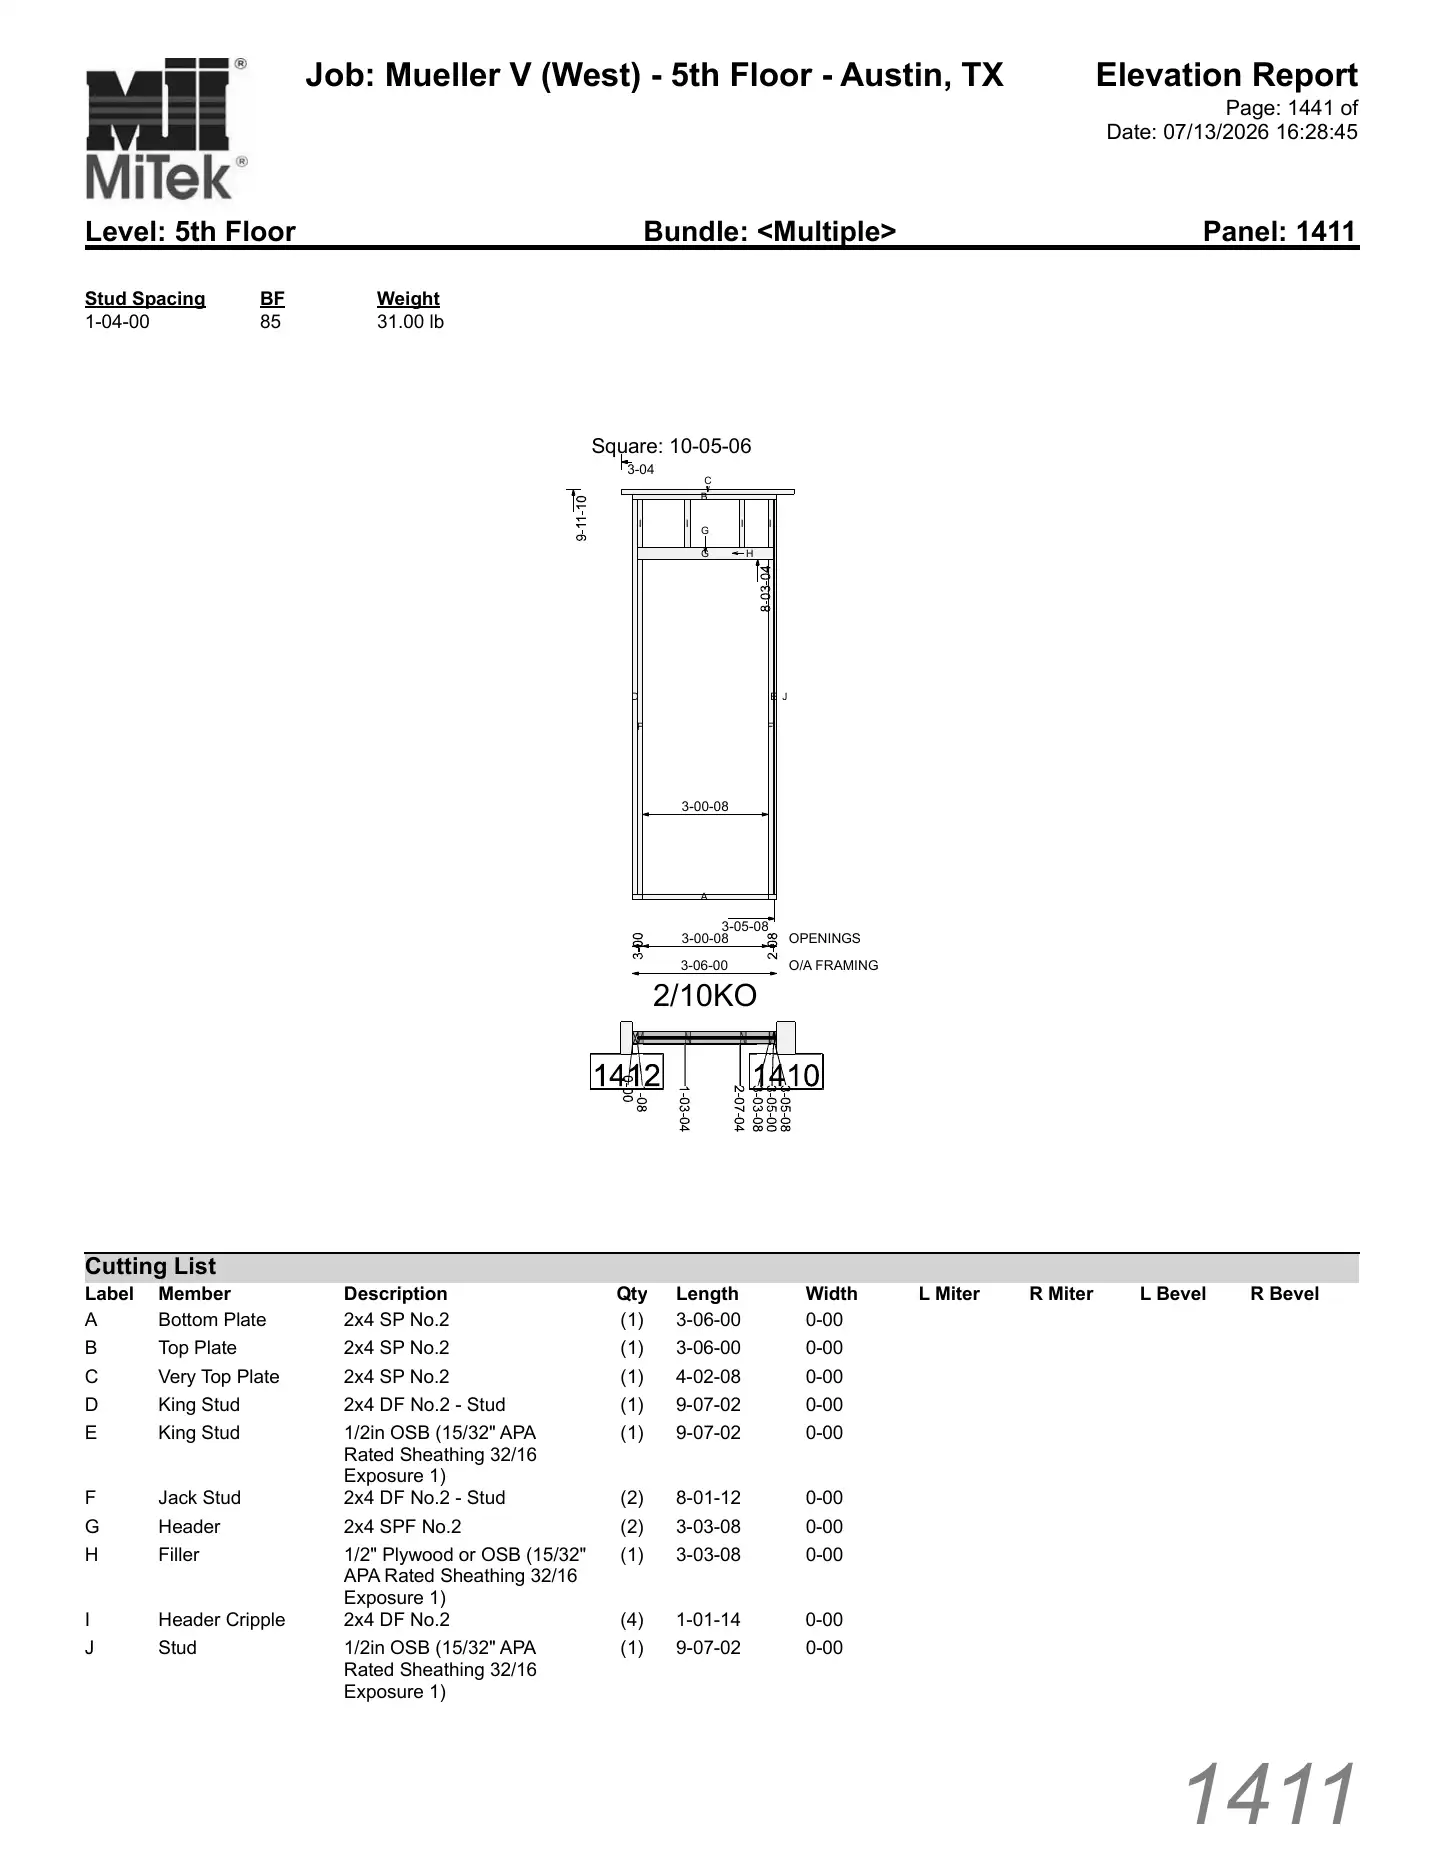 Job: Mueller V (West) - 5th Floor - Austin, TX
Elevation Report
Page: 1441 of
Date: 07/13/2026 16:28:45
MiTek®
Level: 5th Floor Bundle: <Multiple> Panel: 1411
Stud Spacing BF Weight
1-04-00 85 31.00 lb
Square: 10-05-06
3-04
C
B
9-11-10
I I I I
G
G H
8-03-04
E J
F F
3-00-08
A
3-05-08
3-00 3-00-08 2-08 OPENINGS
3-06-00 O/A FRAMING
2/10KO
1412 1410
0-00 -08 1-03-04 2-07-04 3-03-08 3-05-00 3-05-08
Cutting List
Label Member Description Qty Length Width L Miter R Miter L Bevel R Bevel
A Bottom Plate 2x4 SP No.2 (1) 3-06-00 0-00
B Top Plate 2x4 SP No.2 (1) 3-06-00 0-00
C Very Top Plate 2x4 SP No.2 (1) 4-02-08 0-00
D King Stud 2x4 DF No.2 - Stud (1) 9-07-02 0-00
E King Stud 1/2in OSB (15/32" APA (1) 9-07-02 0-00
Rated Sheathing 32/16
Exposure 1)
F Jack Stud 2x4 DF No.2 - Stud (2) 8-01-12 0-00
G Header 2x4 SPF No.2 (2) 3-03-08 0-00
H Filler 1/2" Plywood or OSB (15/32" (1) 3-03-08 0-00
APA Rated Sheathing 32/16
Exposure 1)
I Header Cripple 2x4 DF No.2 (4) 1-01-14 0-00
J Stud 1/2in OSB (15/32" APA (1) 9-07-02 0-00
Rated Sheathing 32/16
Exposure 1)
1411